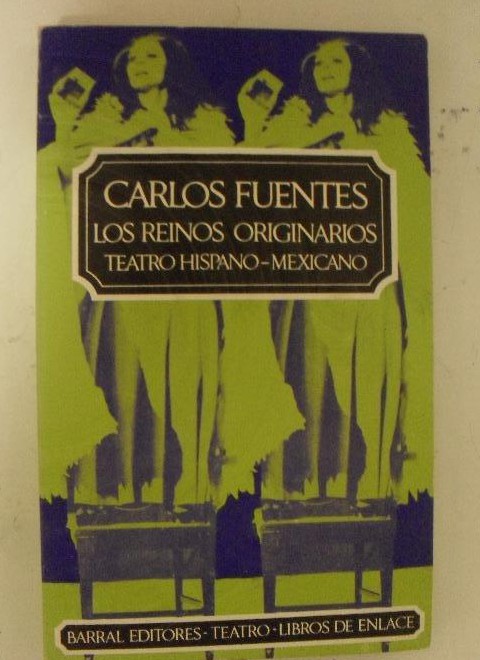 CARLOS FUENTES
LOS REINOS ORIGINARIOS
TEATRO HISPANO-MEXICANO
BARRAL EDITORES-TEATRO-LIBROS DE ENLACE